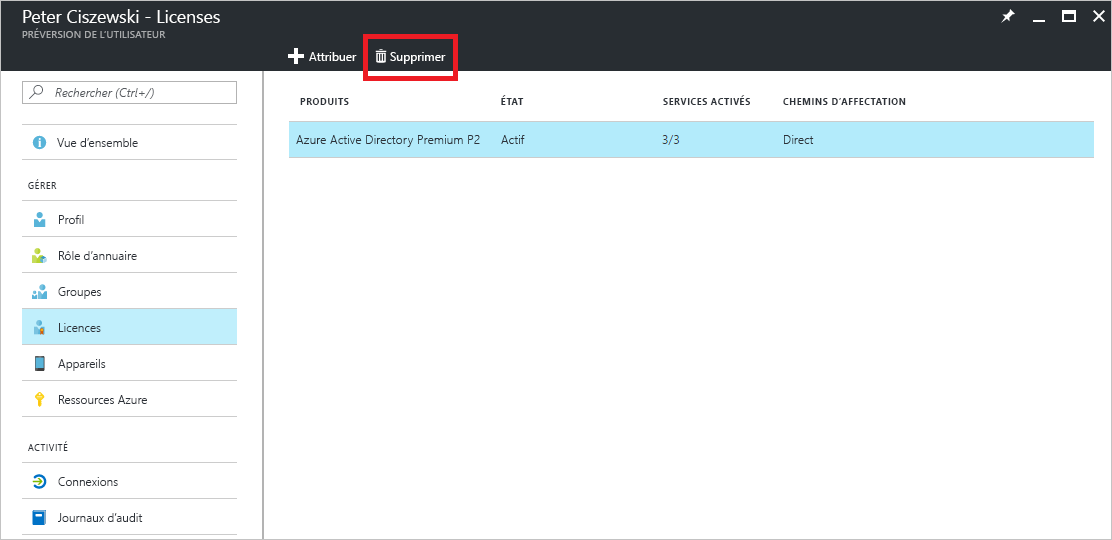 Peter Ciszewski - Licenses
PRÉVERSION DE L'UTILISATEUR
Attribuer Supprimer
Rechercher (Ctrl+/)
Vue d'ensemble
GÉRER
Profil
Rôle d'annuaire
Groupes
Licences
Appareils
Ressources Azure
ACTIVITÉ
Connexions
Journaux d'audit
PRODUITS ÉTAT SERVICES ACTIVÉS CHEMINS D'AFFECTATION
Azure Active Directory Premium P2 Actif 3/3 Direct